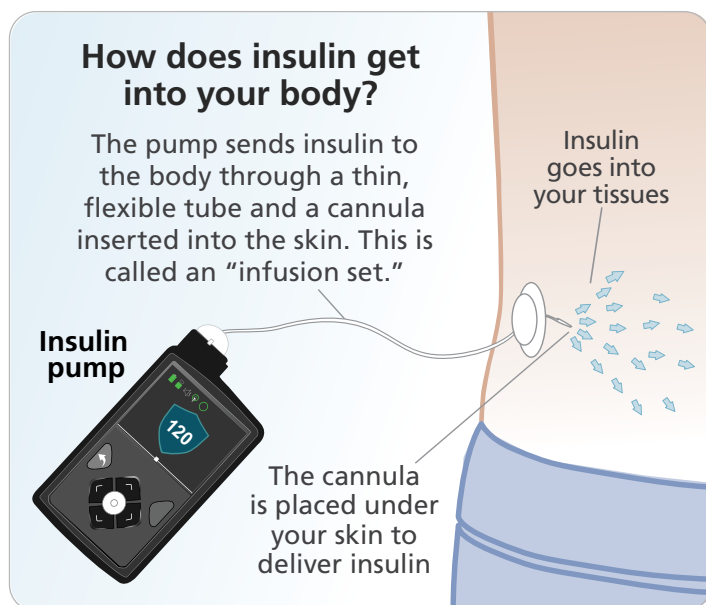 How does insulin get
into your body?
The pump sends insulin to
the body through a thin,
flexible tube and a cannula
inserted into the skin. This is
called an “infusion set.”
Insulin
goes into
your tissues
Insulin
pump
120
The cannula
is placed under
your skin to
deliver insulin